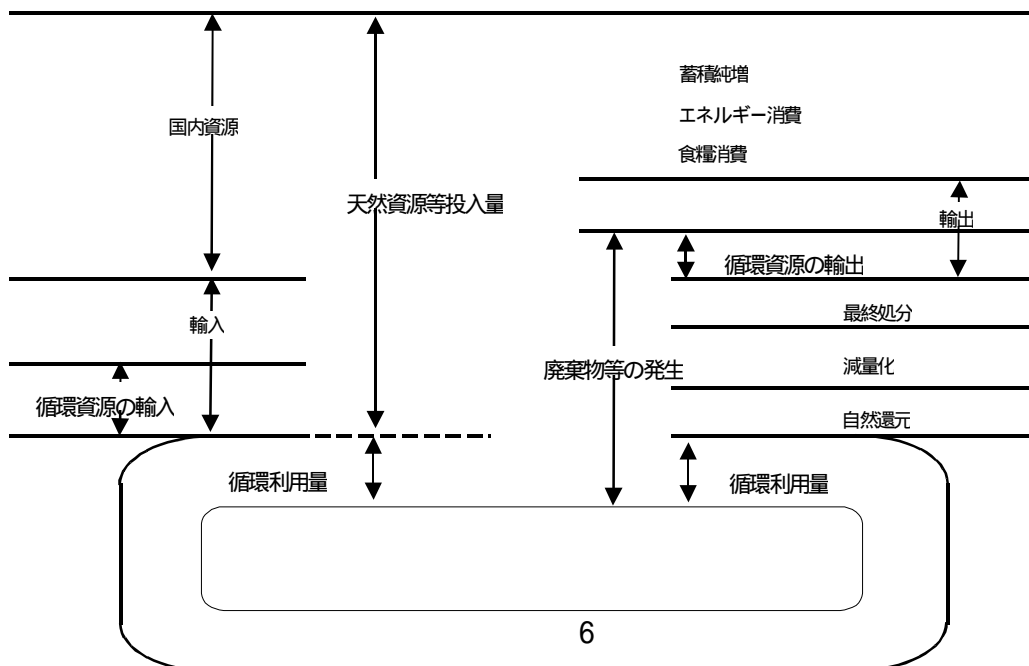 蓄積純増
エネルギー消費
食糧消費
国内資源
天然資源等投入量
輸出
循環資源の輸出
輸入
最終処分
廃棄物等の発生
減量化
循環資源の輸入
自然還元
循環利用量
循環利用量
6